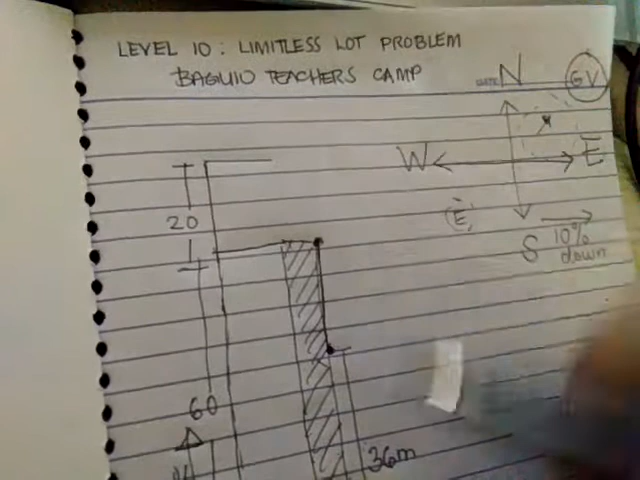 LEVEL 10: LIMITLESS LOT PROBLEM
BAGUIO TEACHERS CAMP
N
GV
W
E
(E)
S
10%
down
20
60
36m